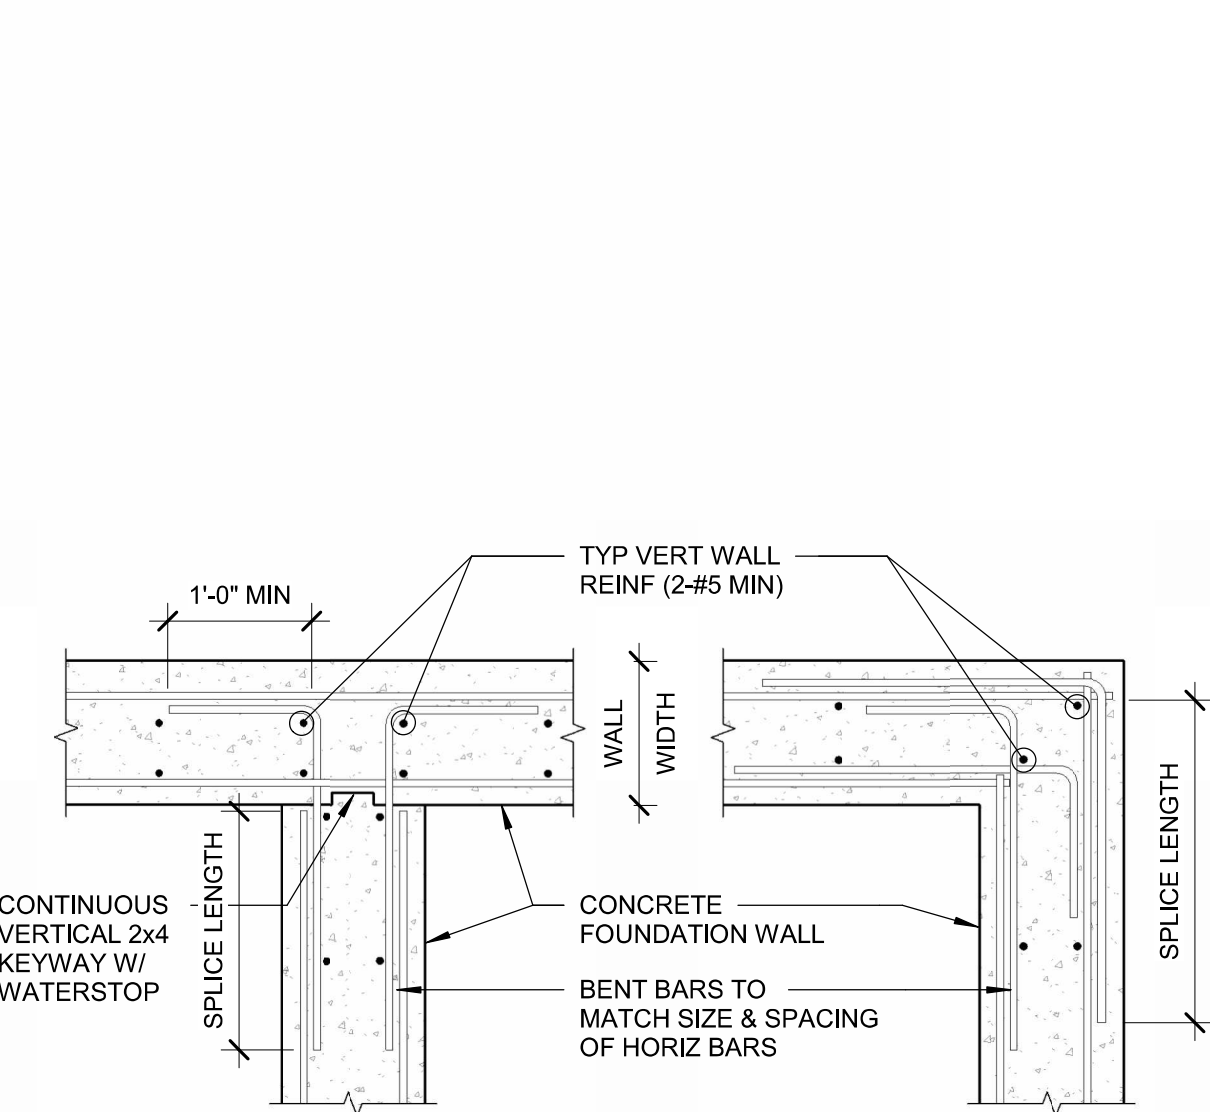 TYP VERT WALL
REINF (2-#5 MIN)
1'-0" MIN
WALL
WIDTH
SPLICE LENGTH
SPLICE LENGTH
CONTINUOUS
VERTICAL 2x4
KEYWAY W/
WATERSTOP
CONCRETE
FOUNDATION WALL
BENT BARS TO
MATCH SIZE & SPACING
OF HORIZ BARS